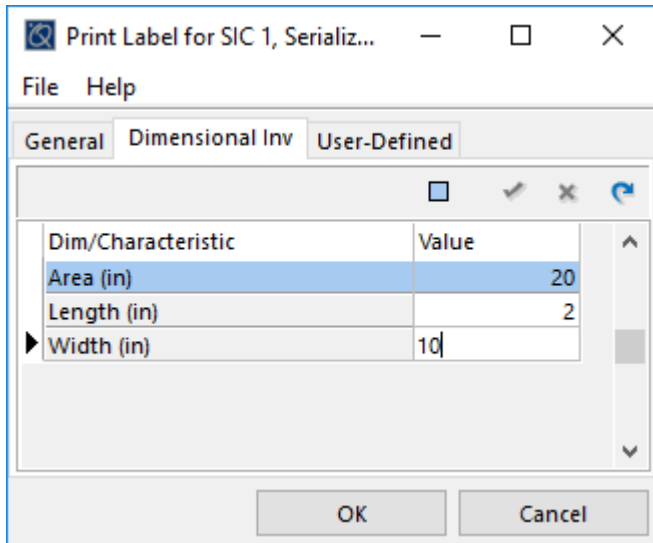 Print Label for SIC 1, Serializ...
File Help
General Dimensional Inv User-Defined
Dim/Characteristic Value
Area (in) 20
Length (in) 2
Width (in) 10
OK Cancel